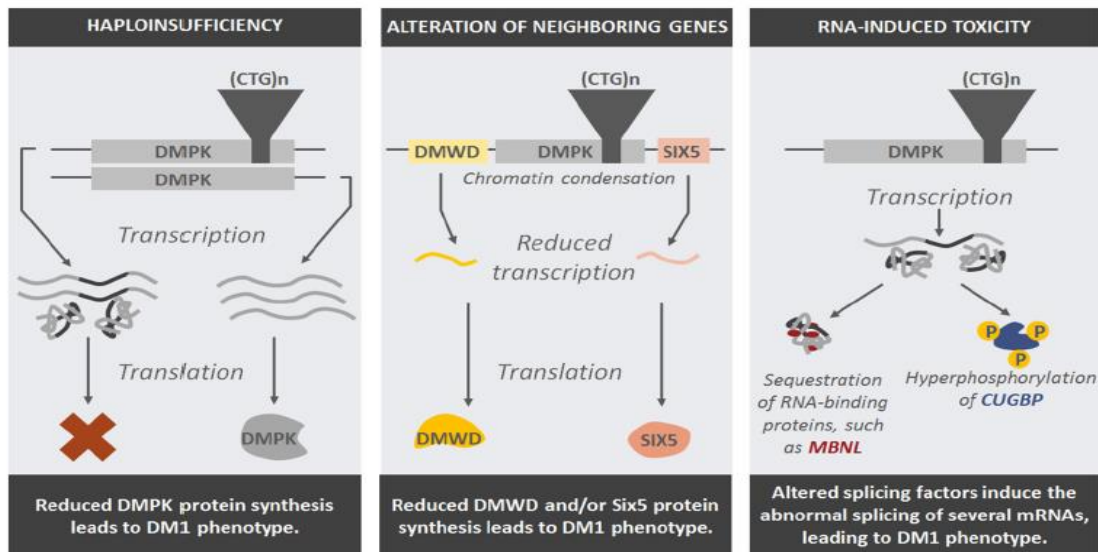 HAPLOINSUFFICIENCY
(CTG)n
DMPK
DMPK
Transcription
Translation
DMPK
Reduced DMPK protein synthesis
leads to DM1 phenotype.
ALTERATION OF NEIGHBORING GENES
(CTG)n
DMWD DMPK SIX5
Chromatin condensation
Reduced
transcription
Translation
DMWD SIX5
Reduced DMWD and/or Six5 protein
synthesis leads to DM1 phenotype.
RNA-INDUCED TOXICITY
(CTG)n
DMPK
Transcription
P P
P
Sequestration
of RNA-binding
proteins, such
as MBNL
Hyperphosphorylation
of CUGBP
Altered splicing factors induce the
abnormal splicing of several mRNAs,
leading to DM1 phenotype.